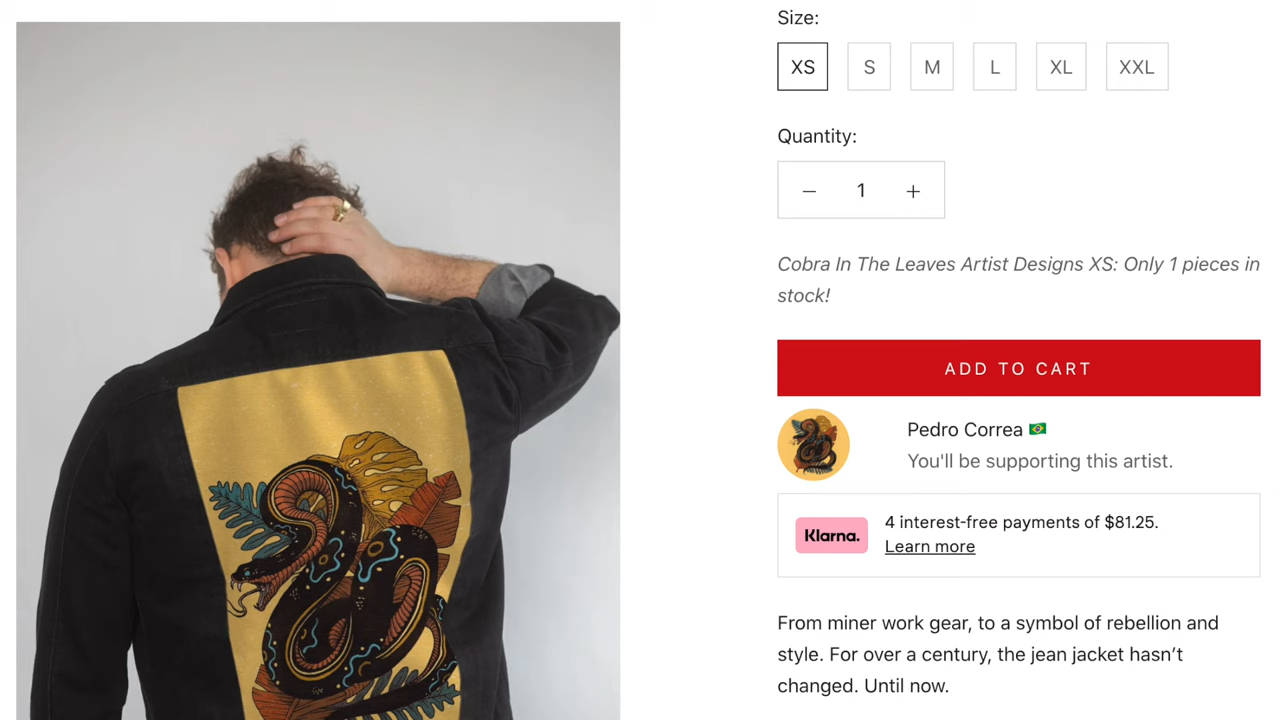 Size:
XS S M L XL XXL
Quantity:
− 1 +
Cobra In The Leaves Artist Designs XS: Only 1 pieces in
stock!
ADD TO CART
Pedro Correa 🇧🇷
You'll be supporting this artist.
Klarna.
4 interest-free payments of $81.25.
Learn more
From miner work gear, to a symbol of rebellion and
style. For over a century, the jean jacket hasn’t
changed. Until now.